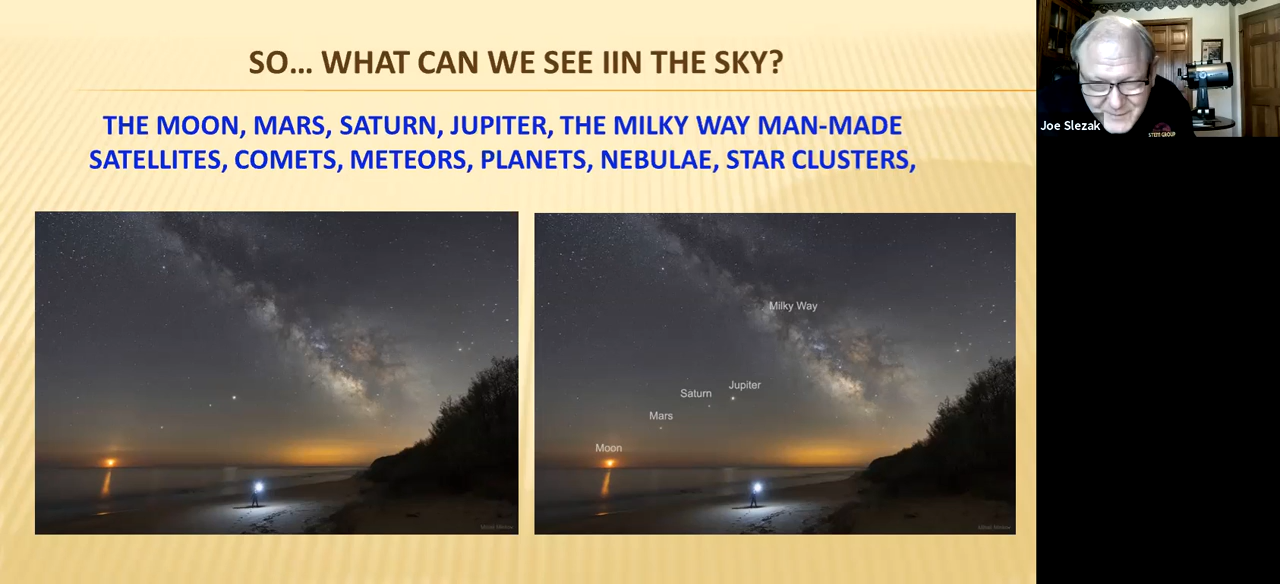 SO... WHAT CAN WE SEE IIN THE SKY?
THE MOON, MARS, SATURN, JUPITER, THE MILKY WAY MAN-MADE
SATELLITES, COMETS, METEORS, PLANETS, NEBULAE, STAR CLUSTERS,
Milky Way
Jupiter
Saturn
Mars
Moon
Joe Slezak